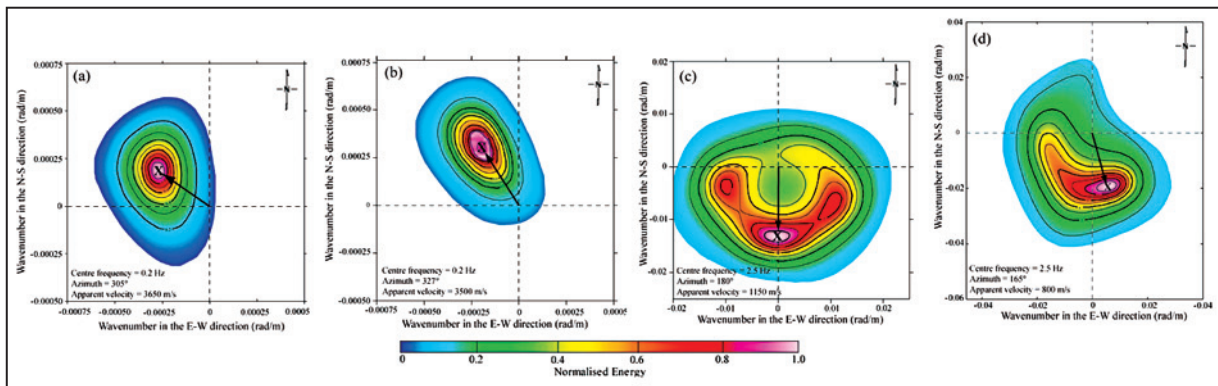 (a)
Wavenumber in the N-S direction (rad/m)
0.00075
0.00050
0.00025
0
-0.00025
-0.00050
X
Centre frequency = 0.2 Hz
Azimuth = 305°
Apparent velocity = 3650 m/s
-0.00075 -0.00050 -0.00025 0 0.00025 0.0005
Wavenumber in the E-W direction (rad/m)
(b)
Wavenumber in the N-S direction (rad/m)
0.00075
0.00050
0.00025
0
-0.00025
-0.00050
X
Centre frequency = 0.2 Hz
Azimuth = 327°
Apparent velocity = 3500 m/s
-0.00075 -0.00050 -0.00025 0 0.00025 0.0005
Wavenumber in the E-W direction (rad/m)
(c)
Wavenumber in the N-S direction (rad/m)
0.02
0.01
0
-0.01
-0.02
X
Centre frequency = 2.5 Hz
Azimuth = 180°
Apparent velocity = 1150 m/s
-0.02 -0.01 0 0.01 0.02
Wavenumber in the E-W direction (rad/m)
(d)
Wavenumber in the N-S direction (rad/m)
0.04
0.02
0
-0.02
-0.04
-0.06
Centre frequency = 2.5 Hz
Azimuth = 165°
Apparent velocity = 800 m/s
-0.04 -0.02 0 0.02 0.04
Wavenumber in the E-W direction (rad/m)
0 0.2 0.4 0.6 0.8 1.0
Normalised Energy